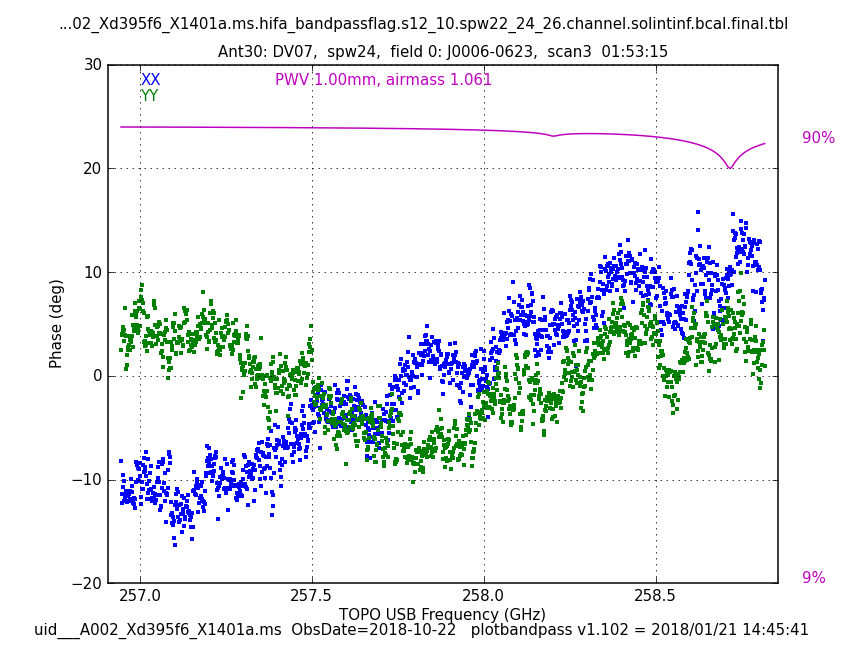 ...02_Xd395f6_X1401a.ms.hifa_bandpassflag.s12_10.spw22_24_26.channel.solintinf.bcal.final.tbl
Ant30: DV07, spw24, field 0: J0006-0623, scan3 01:53:15
30
XX
PWV 1.00mm, airmass 1.061
YY
90%
20
10
Phase (deg)
0
−10
9%
−20
257.0 257.5 258.0 258.5
TOPO USB Frequency (GHz)
uid___A002_Xd395f6_X1401a.ms ObsDate=2018-10-22 plotbandpass v1.102 = 2018/01/21 14:45:41